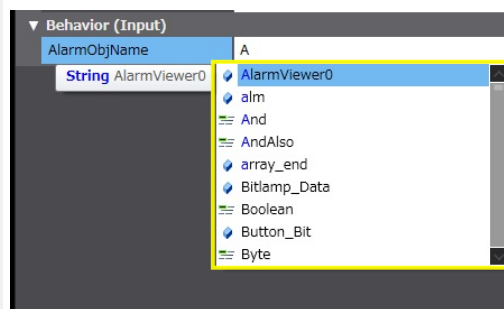 ▼ Behavior (Input)
AlarmObjName A
String AlarmViewer0
AlarmViewer0
alm
And
AndAlso
array_end
Bitlamp_Data
Boolean
Button_Bit
Byte